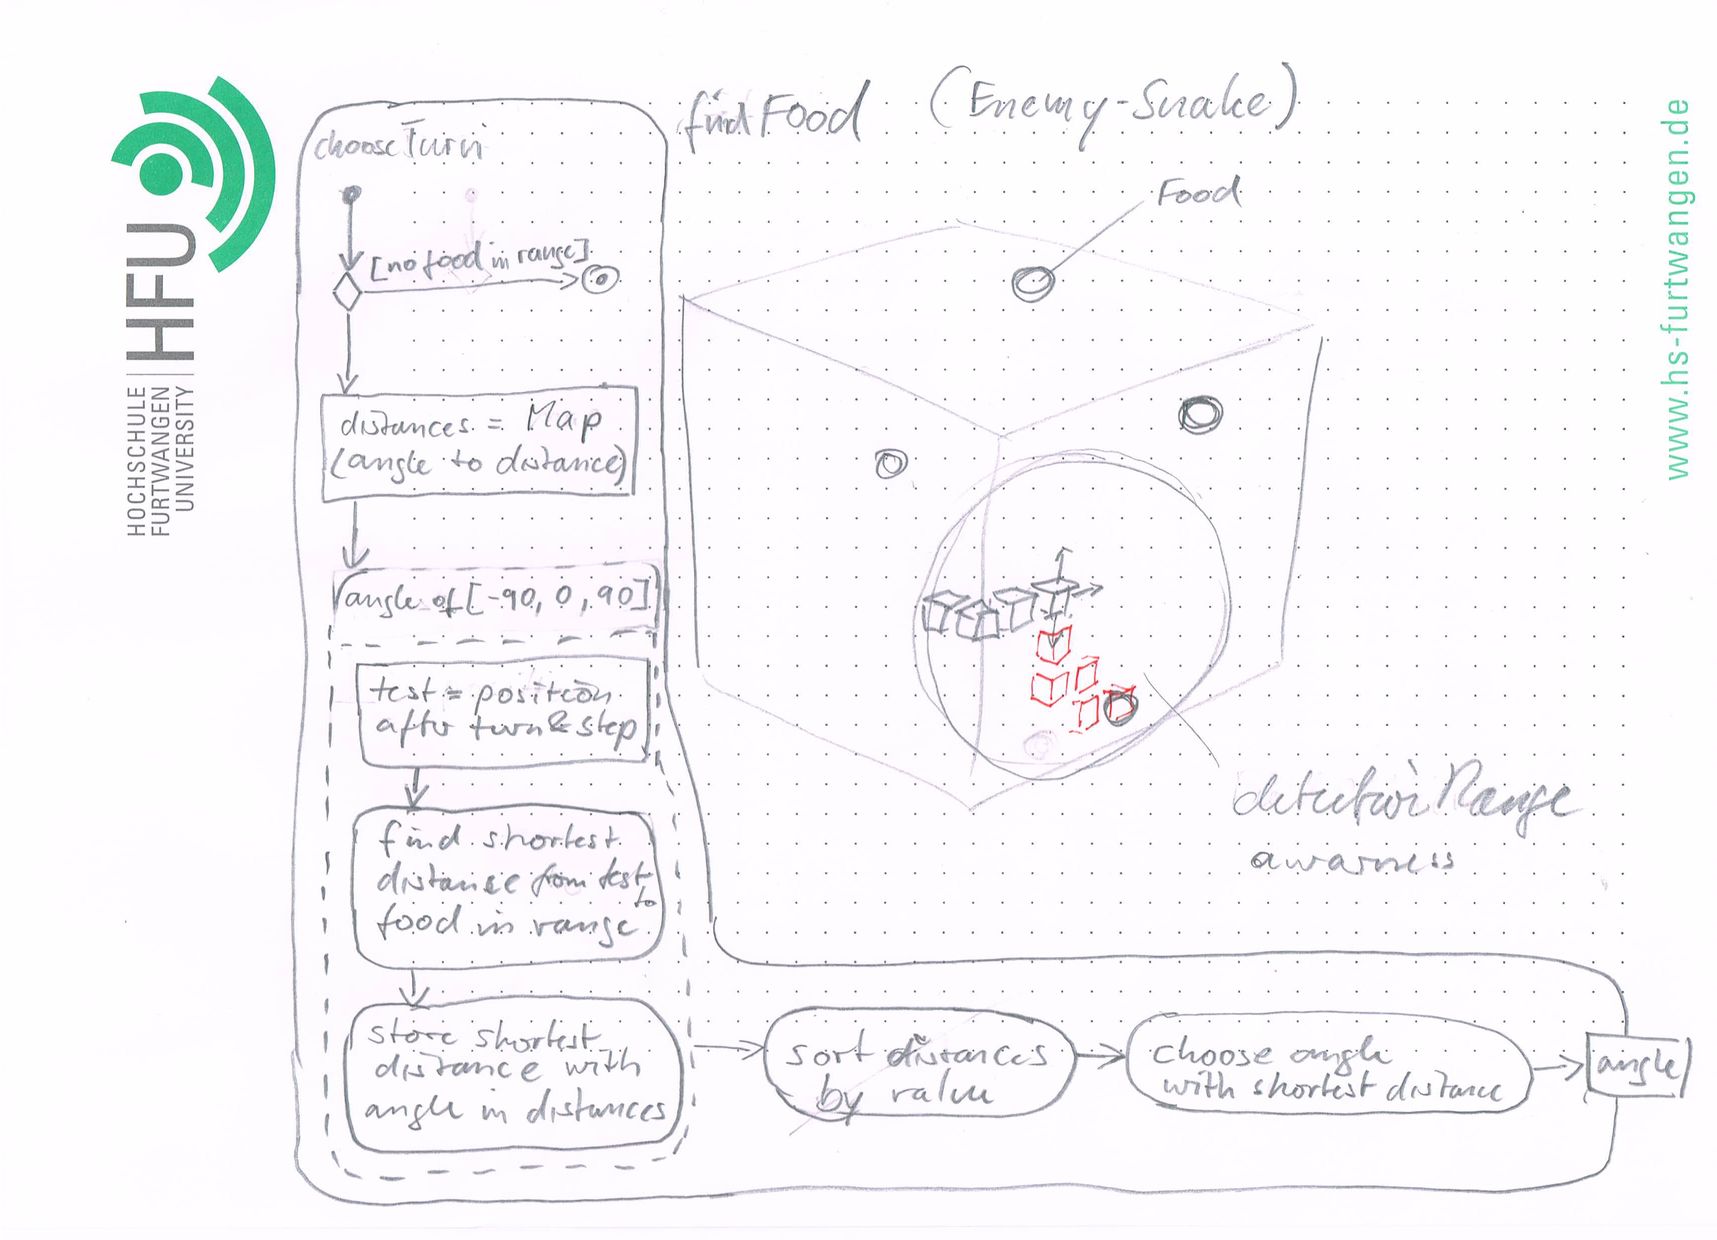 findFood (Enemy-Snake)
chooseTurn
[no food in range]
distances = Map
(angle to distance)
angle of [-90, 0, 90]
test = position
after turn & step
find shortest
distance from test
to
food in range
store shortest
distance with
angle in distances
sort distances
by value
choose angle
with shortest distance
angle
Food
detection Range
awarness
HFU
HOCHSCHULE
FURTWANGEN
UNIVERSITY
www.hs-furtwangen.de